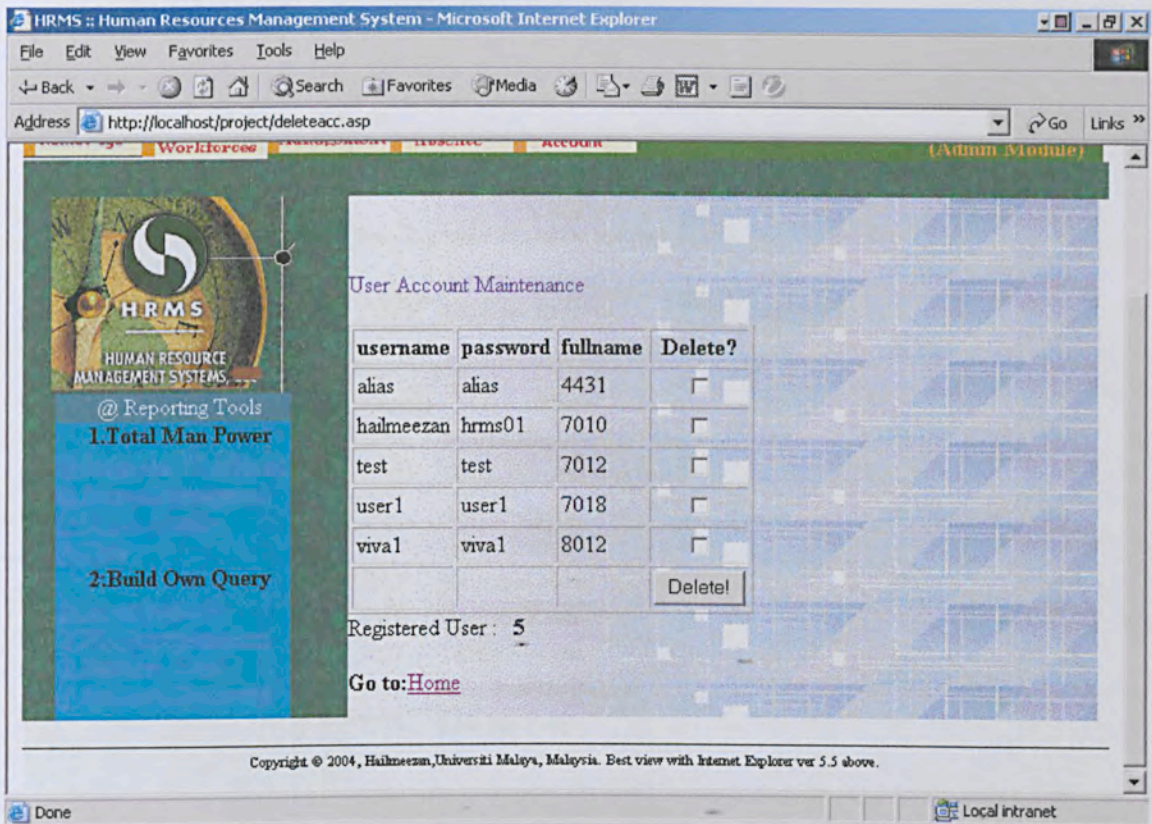 HRMS :: Human Resources Management System - Microsoft Internet Explorer
File Edit View Favorites Tools Help
Back Search Favorites Media
Address http://localhost/project/deleteacc.asp Go Links »
Workforces Account (Admin Module)
HRMS
HUMAN RESOURCE
MANAGEMENT SYSTEMS,
@ Reporting Tools
1.Total Man Power
2:Build Own Query
User Account Maintenance
username password fullname Delete?
alias alias 4431
hailmeezan hrms01 7010
test test 7012
user1 user1 7018
viva1 viva1 8012
Delete!
Registered User : 5
Go to:Home
Copyright © 2004, Hailmeezan,Universiti Malaya, Malaysia. Best view with Internet Explorer ver 5.5 above.
Done Local intranet